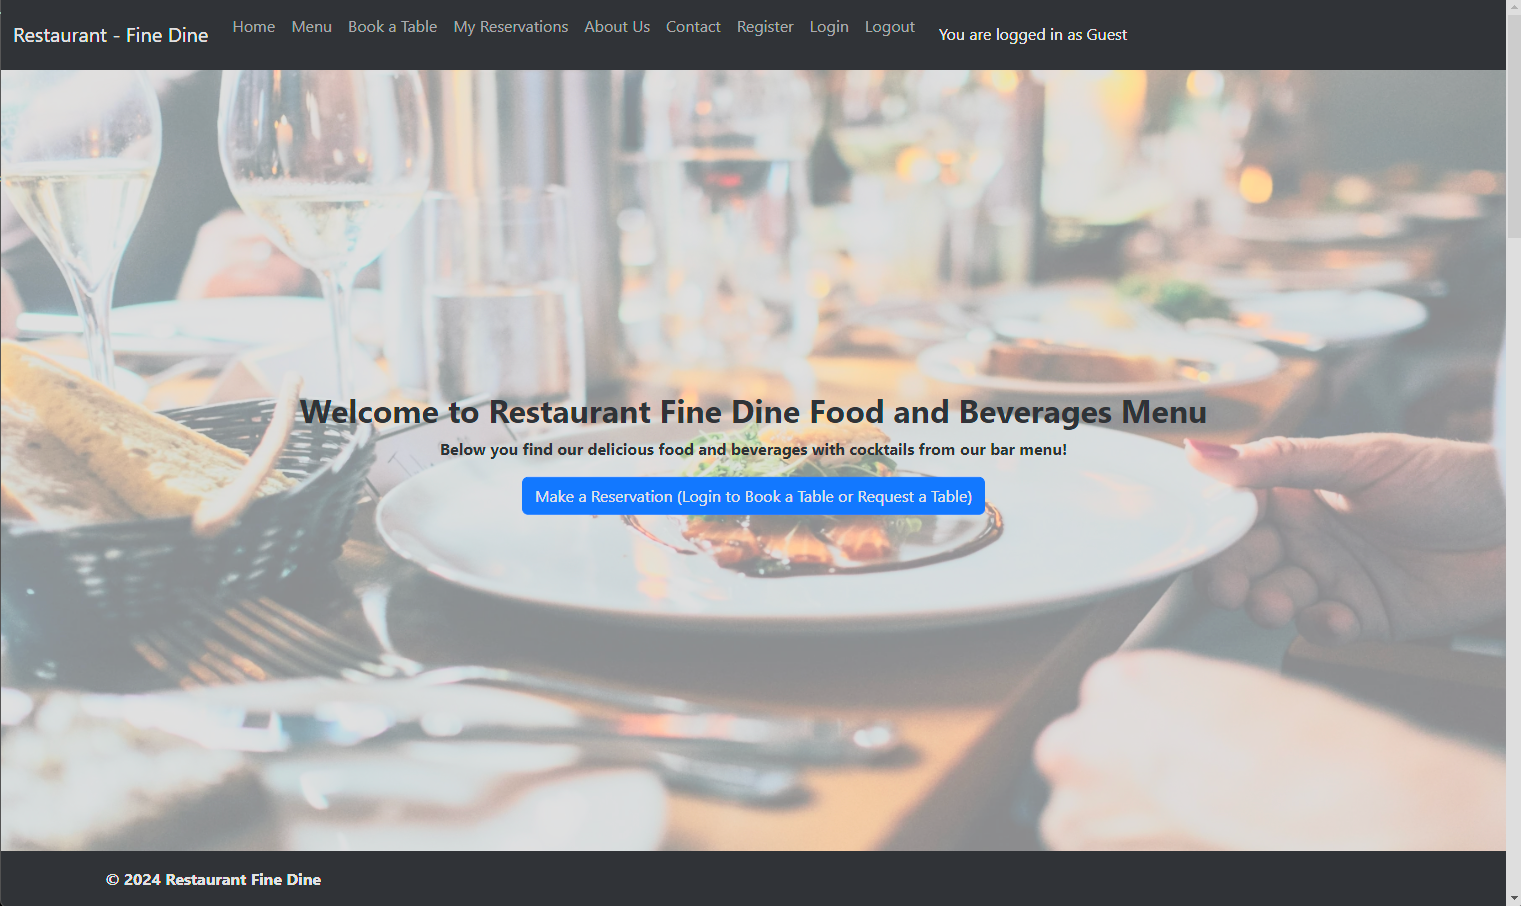 Restaurant - Fine Dine Home Menu Book a Table My Reservations About Us Contact Register Login Logout You are logged in as Guest
Welcome to Restaurant Fine Dine Food and Beverages Menu
Below you find our delicious food and beverages with cocktails from our bar menu!
Make a Reservation (Login to Book a Table or Request a Table)
© 2024 Restaurant Fine Dine